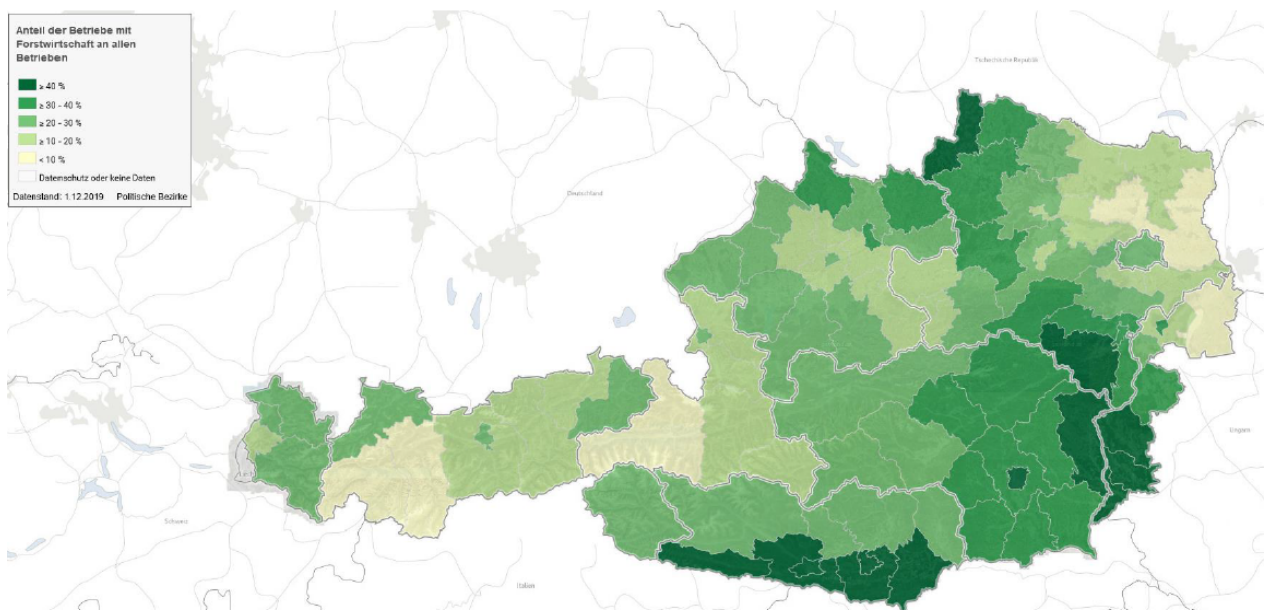 Anteil der Betriebe mit
Forstwirtschaft an allen
Betrieben
≥ 40 %
≥ 30 - 40 %
≥ 20 - 30 %
≥ 10 - 20 %
< 10 %
Datenschutz oder keine Daten
Datenstand: 1.12.2019 Politische Bezirke
Tschechische Republik
Deutschland
Ungarn
Schweiz
Italien